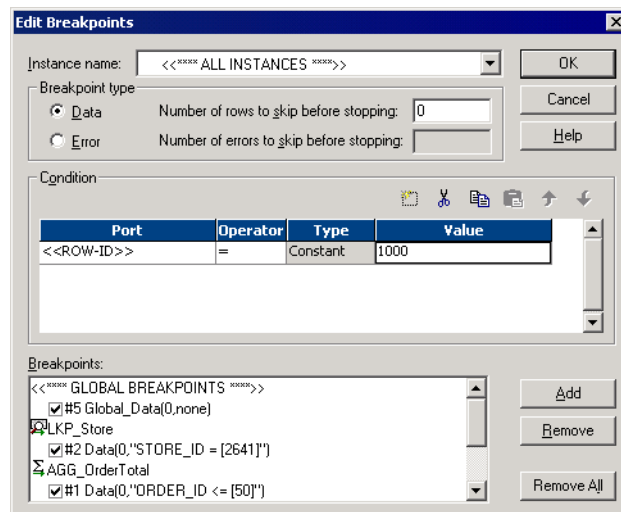 Edit Breakpoints
Instance name: <<**** ALL INSTANCES ****>> OK
Breakpoint type
Data Number of rows to skip before stopping: 0 Cancel
Error Number of errors to skip before stopping: Help
Condition
Port Operator Type Value
<<ROW-ID>> = Constant 1000
Breakpoints:
<<**** GLOBAL BREAKPOINTS ****>>
#5 Global_Data(0,none) Add
LKP_Store
#2 Data(0,"STORE_ID = [2641]") Remove
AGG_OrderTotal
#1 Data(0,"ORDER_ID <= [50]") Remove All